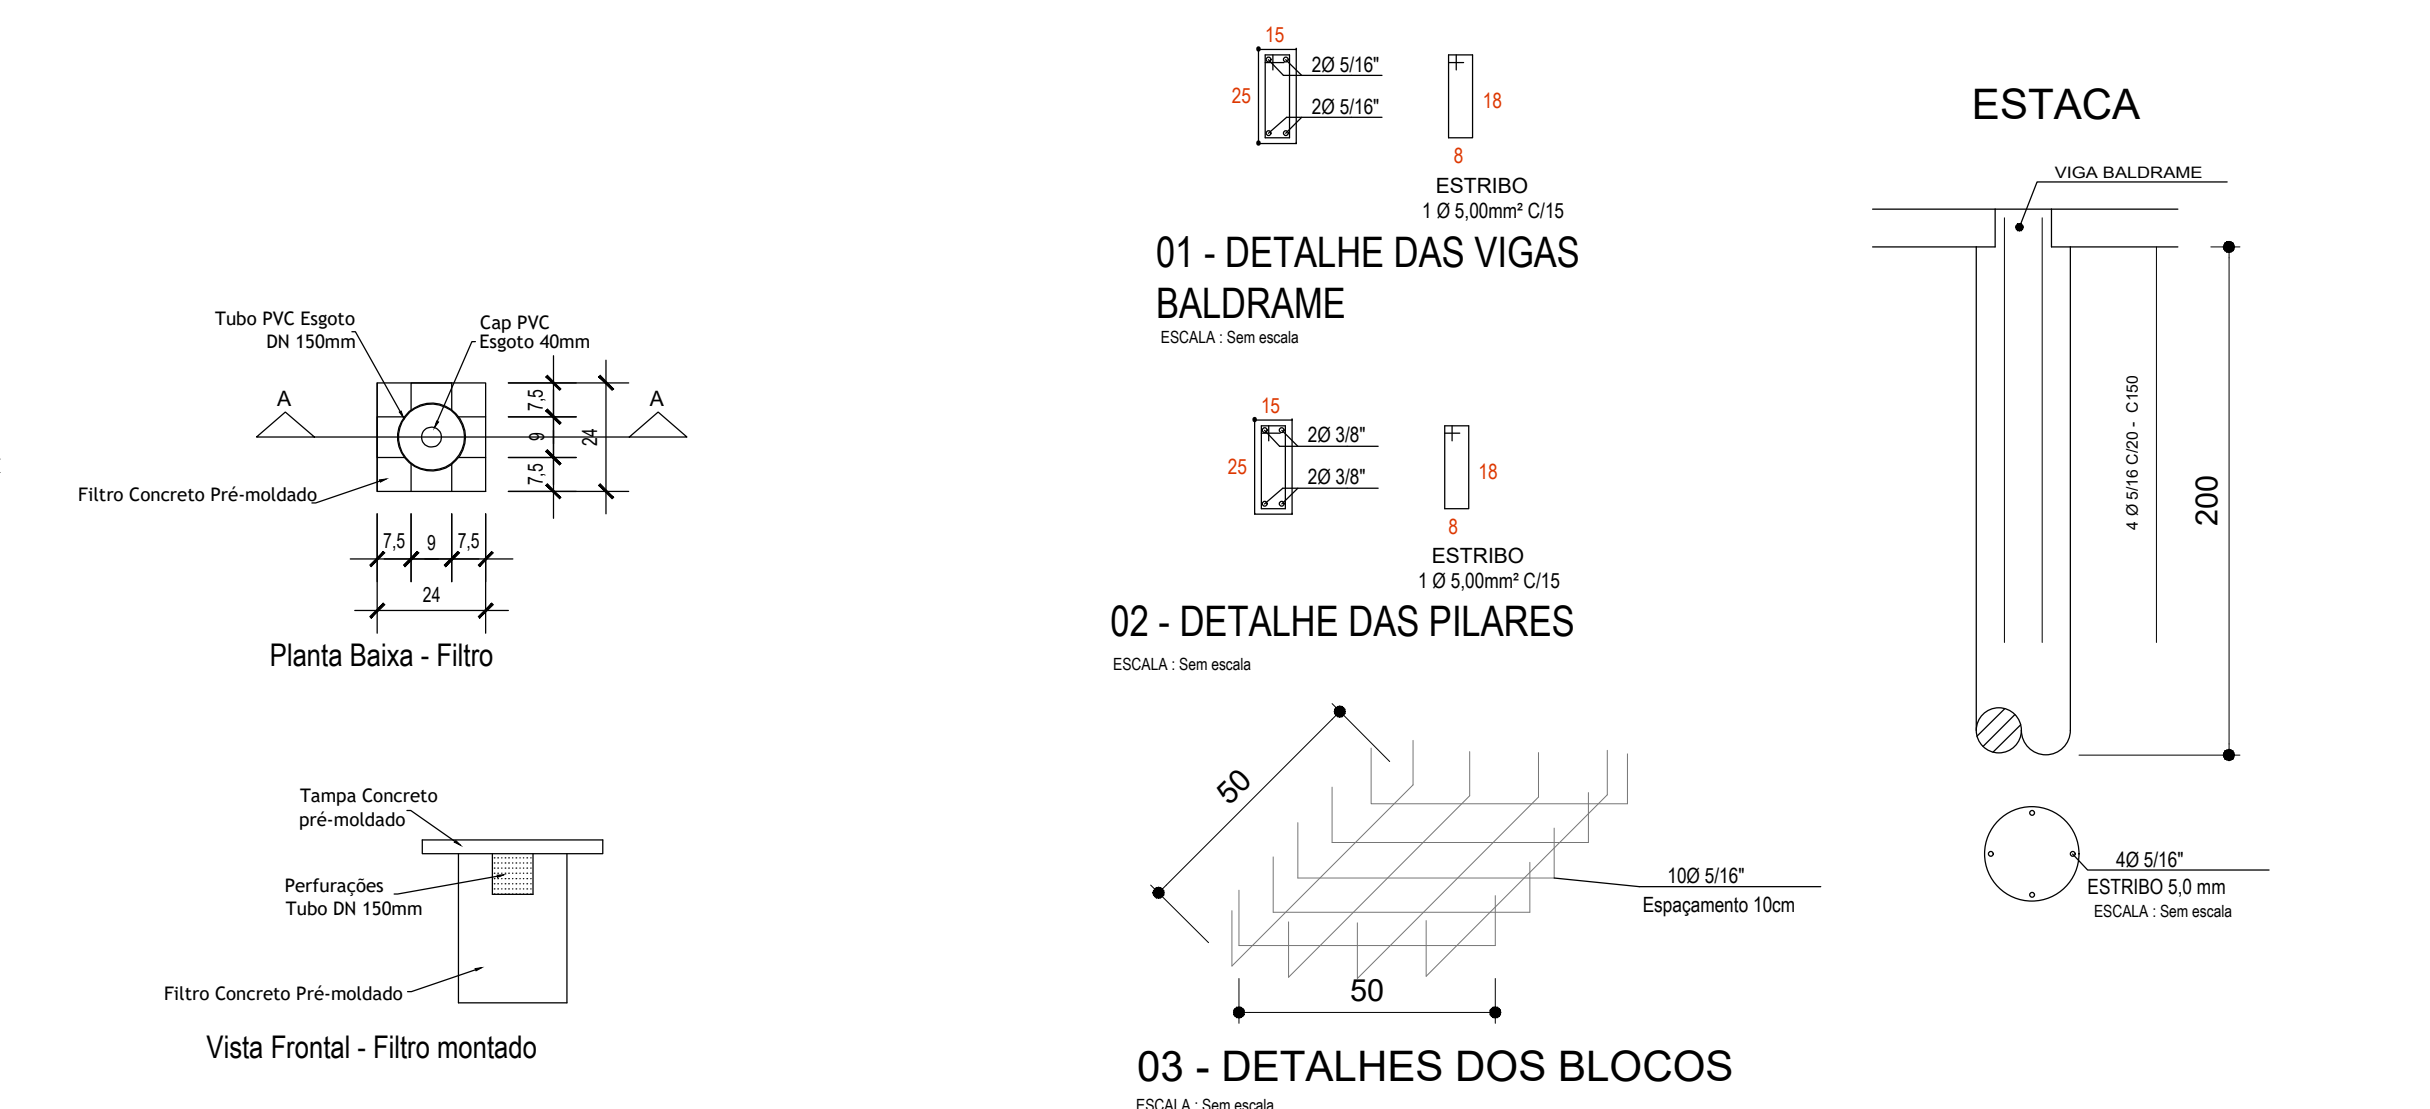 Tubo PVC Esgoto
DN 150mm
Cap PVC
Esgoto 40mm
A
A
7,5
9
7,5
24
Filtro Concreto Pré-moldado
7,5
9
7,5
24
Planta Baixa - Filtro
Tampa Concreto
pré-moldado
Perfurações
Tubo DN 150mm
Filtro Concreto Pré-moldado
Vista Frontal - Filtro montado
15
25
2Ø 5/16"
2Ø 5/16"
18
8
ESTRIBO
1 Ø 5,00mm² C/15
01 - DETALHE DAS VIGAS
BALDRAME
ESCALA : Sem escala
15
25
2Ø 3/8"
2Ø 3/8"
18
8
ESTRIBO
1 Ø 5,00mm² C/15
02 - DETALHE DAS PILARES
ESCALA : Sem escala
50
10Ø 5/16"
Espaçamento 10cm
50
03 - DETALHES DOS BLOCOS
ESCALA : Sem escala
ESTACA
VIGA BALDRAME
4 Ø 5/16 C/20 - C150
200
4Ø 5/16"
ESTRIBO 5,0 mm
ESCALA : Sem escala